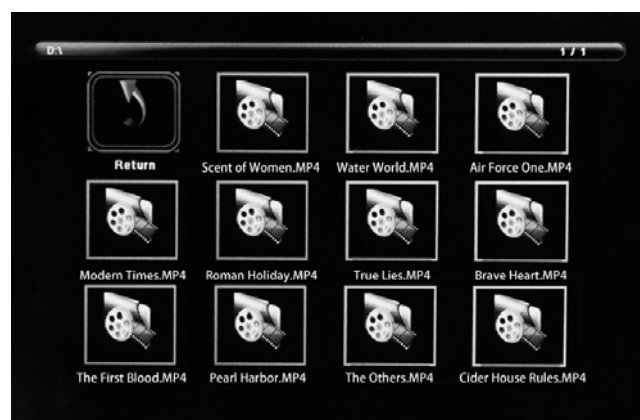 D:\ 1 / 1
Return Scent of Women.MP4 Water World.MP4 Air Force One.MP4
Modern Times.MP4 Roman Holiday.MP4 True Lies.MP4 Brave Heart.MP4
The First Blood.MP4 Pearl Harbor.MP4 The Others.MP4 Cider House Rules.MP4